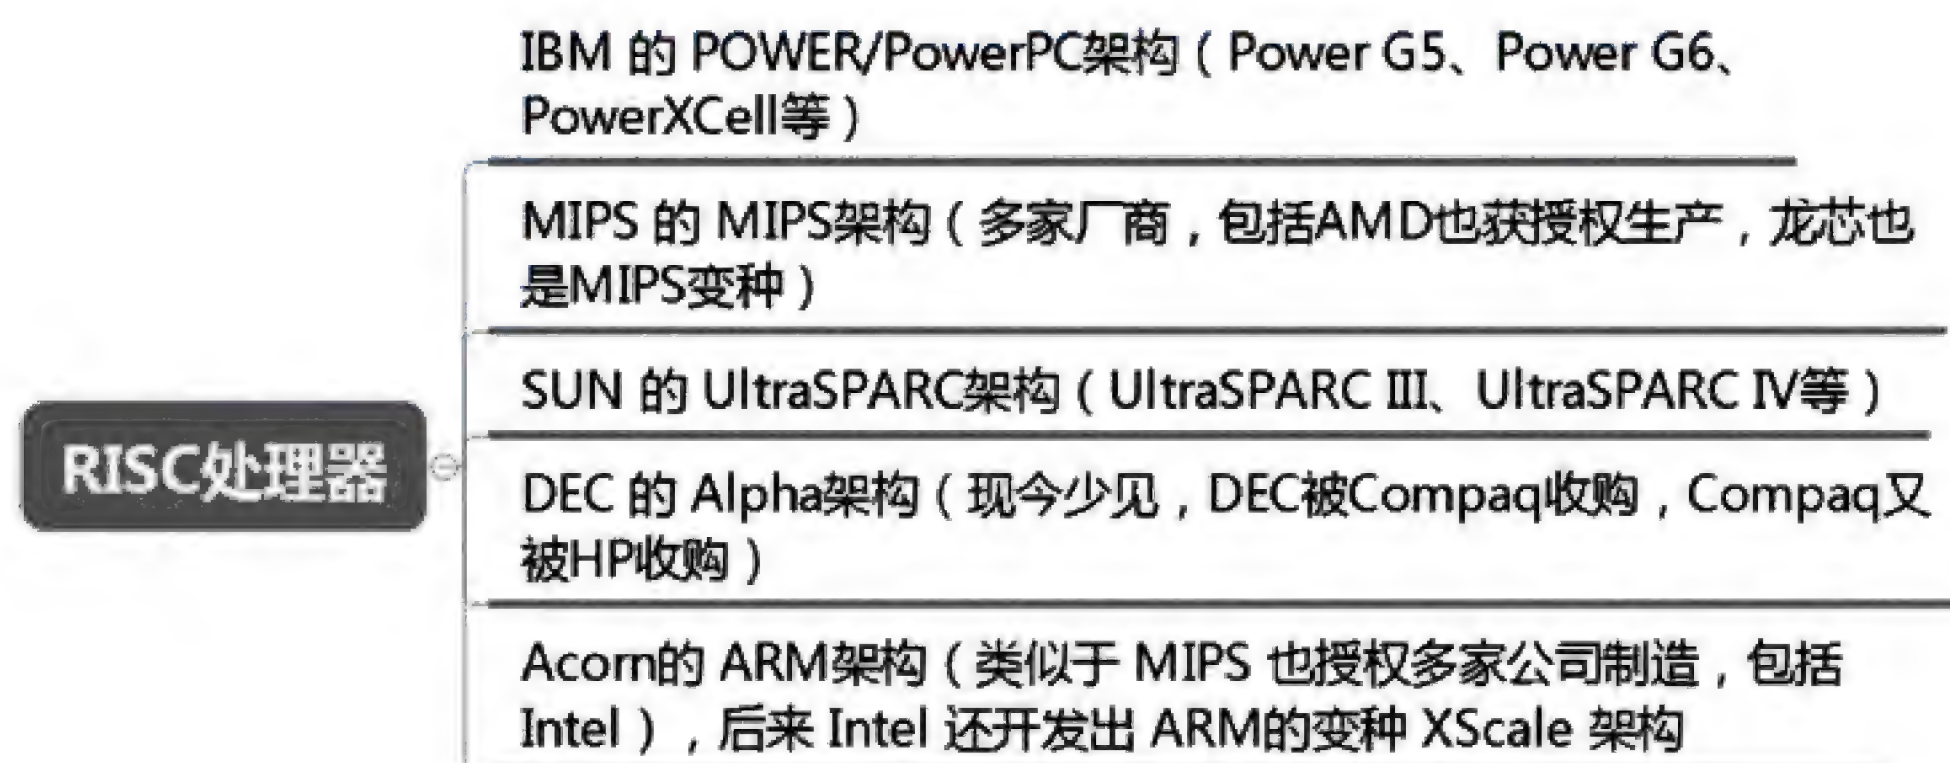 IBM 的 POWER/PowerPC架构（Power G5、Power G6、
PowerXCell等）
MIPS 的 MIPS架构（多家厂商，包括AMD也获授权生产，龙芯也
是MIPS变种）
SUN 的 UltraSPARC架构（UltraSPARC III、UltraSPARC IV等）
RISC处理器
DEC 的 Alpha架构（现今少见，DEC被Compaq收购，Compaq又
被HP收购）
Acorn的 ARM架构（类似于 MIPS 也授权多家公司制造，包括
Intel），后来 Intel 还开发出 ARM的变种 XScale 架构